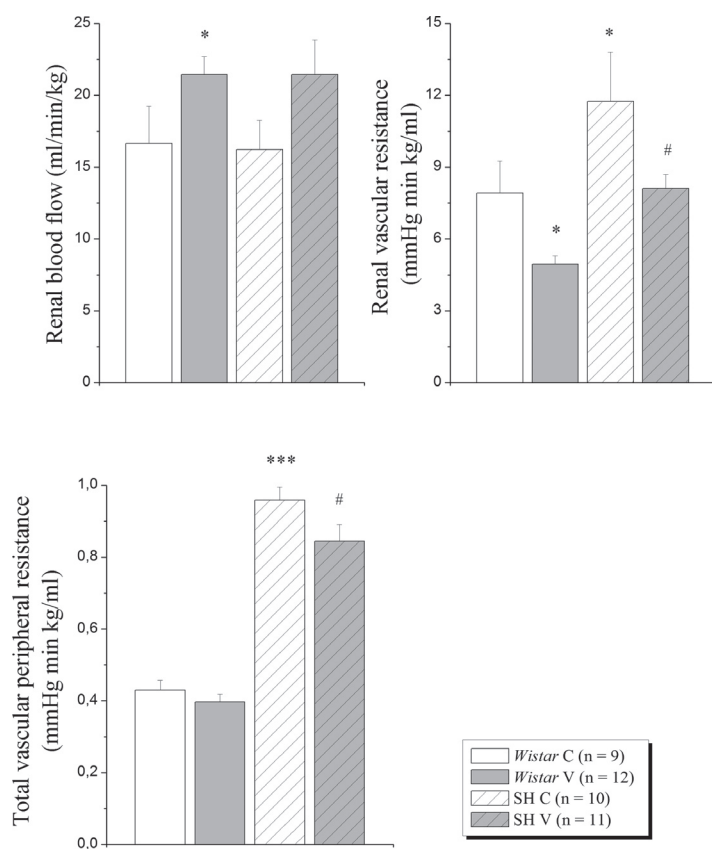 Renal blood flow (ml/min/kg)
25
20
15
10
5
0
*
Renal vascular resistance
(mmHg min kg/ml)
15
12
9
6
3
0
*
*
#
Total vascular peripheral resistance
(mmHg min kg/ml)
1,0
0,8
0,6
0,4
0,2
0,0
***
#
Wistar C (n = 9)
Wistar V (n = 12)
SH C (n = 10)
SH V (n = 11)